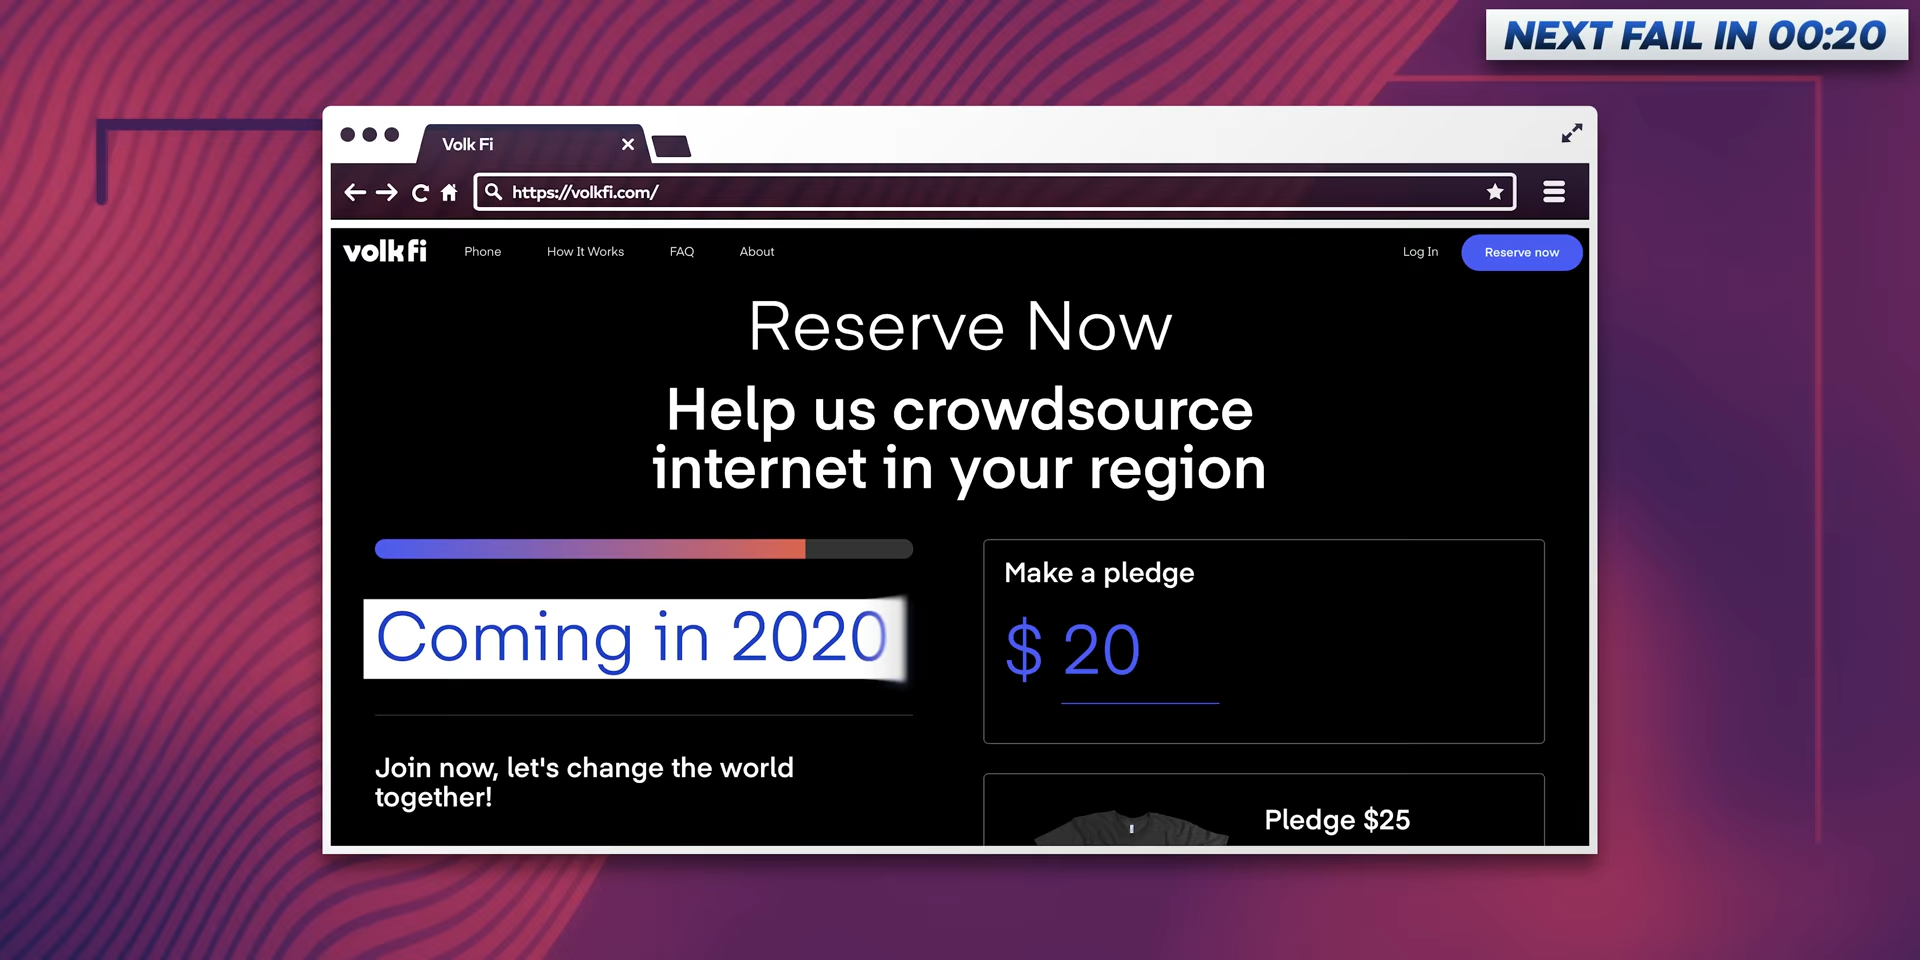 NEXT FAIL IN 00:20
Volk Fi
https://volkfi.com/
volk fi
Phone
How It Works
FAQ
About
Log In
Reserve now
Reserve Now
Help us crowdsource
internet in your region
Coming in 2020
Join now, let's change the world
together!
Make a pledge
$ 20
Pledge $25